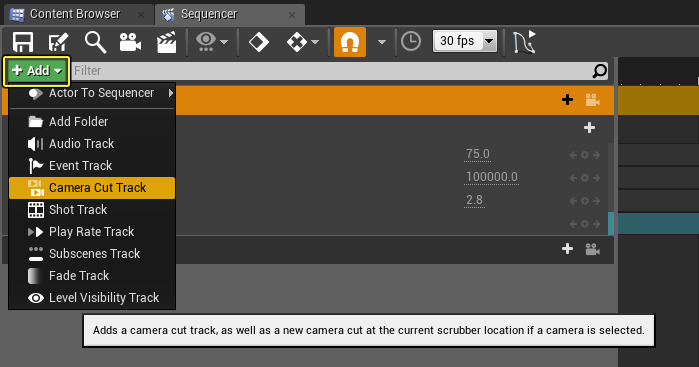 Content Browser
Sequencer
30 fps
Add
Filter
Actor To Sequencer
Add Folder
Audio Track
Event Track
75.0
Camera Cut Track
100000.0
Shot Track
2.8
Play Rate Track
Subscenes Track
Fade Track
Level Visibility Track
Adds a camera cut track, as well as a new camera cut at the current scrubber location if a camera is selected.